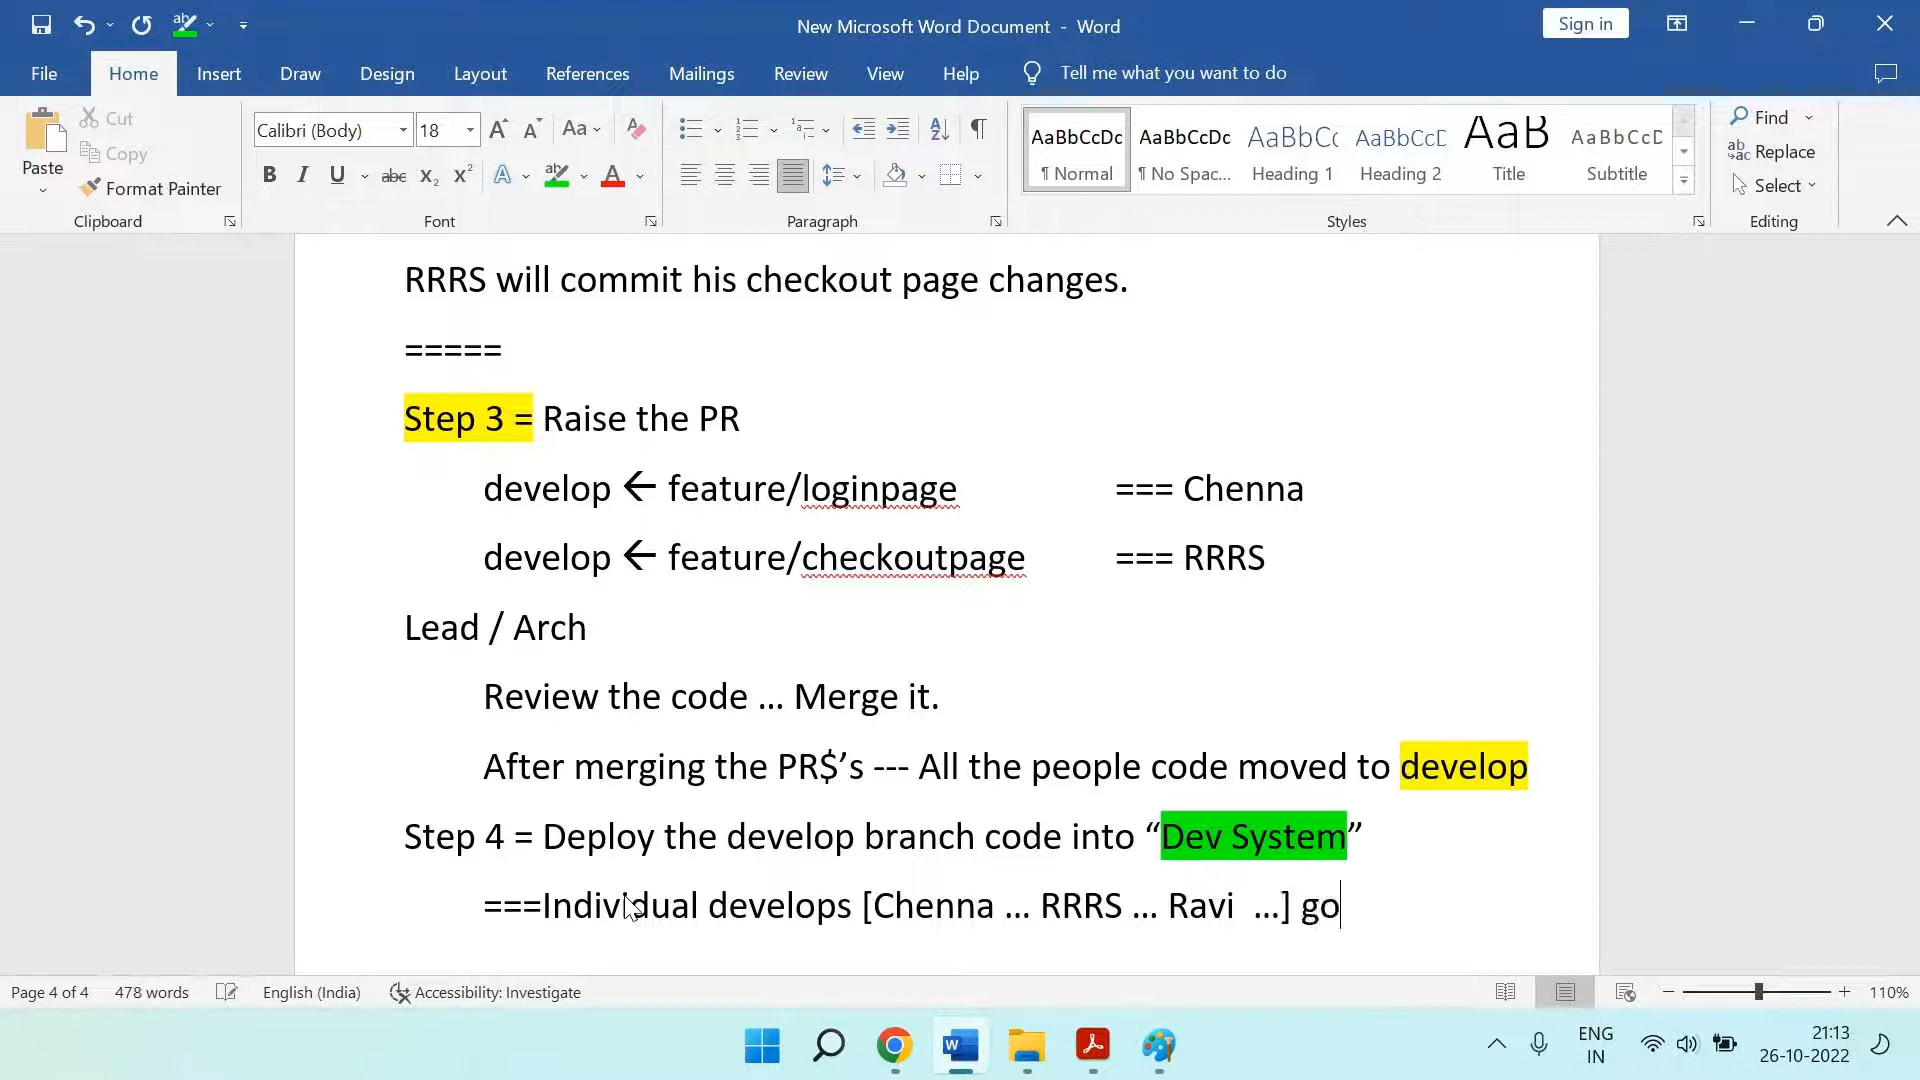 New Microsoft Word Document - Word
Sign in
File Home Insert Draw Design Layout References Mailings Review View Help Tell me what you want to do
Paste
Cut
Copy
Format Painter
Clipboard
Calibri (Body) 18
Font
Paragraph
AaBbCcDc AaBbCcDc AaBbCc AaBbCcD AaB AaBbCcD
¶ Normal ¶ No Spac... Heading 1 Heading 2 Title Subtitle
Styles
Find
Replace
Select
Editing
RRRS will commit his checkout page changes.
=====
Step 3 = Raise the PR
develop ← feature/loginpage === Chenna
develop ← feature/checkoutpage === RRRS
Lead / Arch
Review the code … Merge it.
After merging the PR$’s --- All the people code moved to develop
Step 4 = Deploy the develop branch code into “Dev System”
===Individual develops [Chenna … RRRS … Ravi …] go
Page 4 of 4 478 words English (India) Accessibility: Investigate 110%
ENG
IN
21:13
26-10-2022